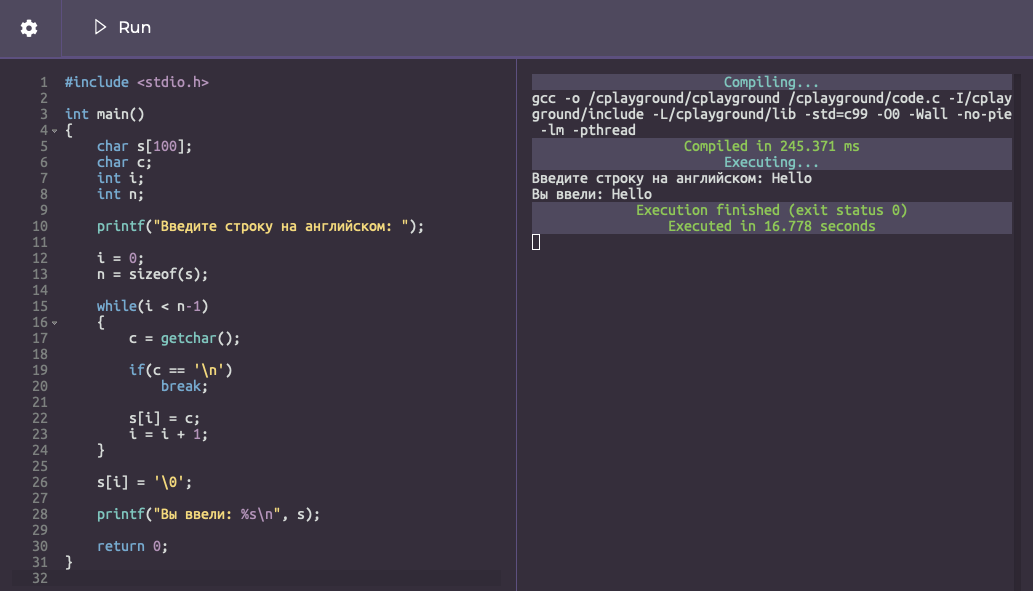 Run
1 #include <stdio.h>
2
3 int main()
4 {
5     char s[100];
6     char c;
7     int i;
8     int n;
9
10     printf("Введите строку на английском: ");
11
12     i = 0;
13     n = sizeof(s);
14
15     while(i < n-1)
16     {
17         c = getchar();
18
19         if(c == '\n')
20             break;
21
22         s[i] = c;
23         i = i + 1;
24     }
25
26     s[i] = '\0';
27
28     printf("Вы ввели: %s\n", s);
29
30     return 0;
31 }
32
Compiling...
gcc -o /cplayground/cplayground /cplayground/code.c -I/cplay
ground/include -L/cplayground/lib -std=c99 -O0 -Wall -no-pie
 -lm -pthread
Compiled in 245.371 ms
Executing...
Введите строку на английском: Hello
Вы ввели: Hello
Execution finished (exit status 0)
Executed in 16.778 seconds